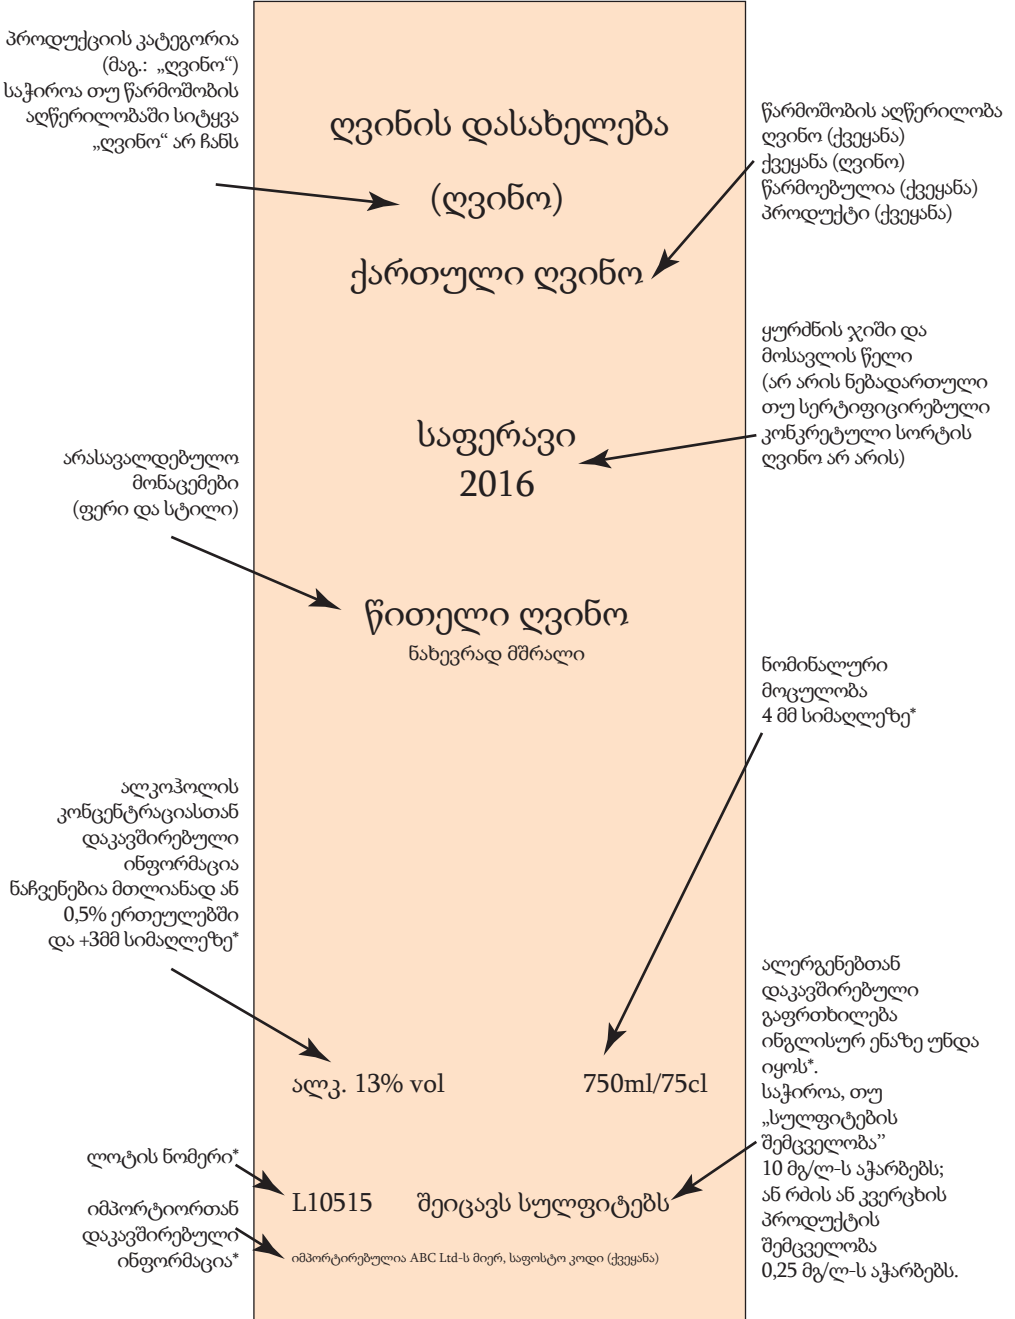 პროდუქციის კატეგორია
(მაგ.: „ღვინო“)
საჭიროა თუ წარმოშობის
აღწერილობაში სიტყვა
„ღვინო“ არ ჩანს
ღვინის დასახელება
(ღვინო)
ქართული ღვინო
წარმოშობის აღწერილობა
ღვინო (ქვეყანა)
ქვეყანა (ღვინო)
წარმოებულია (ქვეყანა)
პროდუქტი (ქვეყანა)
ყურძნის ჯიში და
მოსავლის წელი
(არ არის ნებადართული
თუ სერტიფიცირებული
კონკრეტული სორტის
ღვინო არ არის)
საფერავი
2016
არასავალდებულო
მონაცემები
(ფერი და სტილი)
წითელი ღვინო
ნახევრად მშრალი
ნომინალური
მოცულობა
4 მმ სიმაღლეზე*
ალკოჰოლის
კონცენტრაციასთან
დაკავშირებული
ინფორმაცია
ნაჩვენებია მთლიანად ან
0,5% ერთეულებში
და +3მმ სიმაღლეზე*
ალკ. 13% vol
750ml/75cl
ალერგენებთან
დაკავშირებული
გაფრთხილება
ინგლისურ ენაზე უნდა
იყოს*.
საჭიროა, თუ
„სულფიტების
შემცველობა”
10 მგ/ლ-ს აჭარბებს;
ან რძის ან კვერცხის
პროდუქტის
შემცველობა
0,25 მგ/ლ-ს აჭარბებს.
ლოტის ნომერი*
L10515 შეიცავს სულფიტებს
იმპორტიორთან
დაკავშირებული
ინფორმაცია*
იმპორტირებულია ABC Ltd-ს მიერ, საფოსტო კოდი (ქვეყანა)